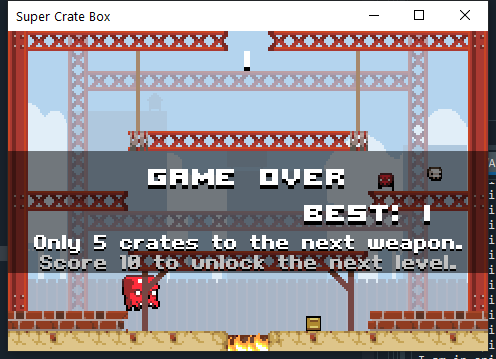 Super Crate Box
1
GAME OVER
BEST: 1
Only 5 crates to the next weapon.
Score 10 to unlock the next level.